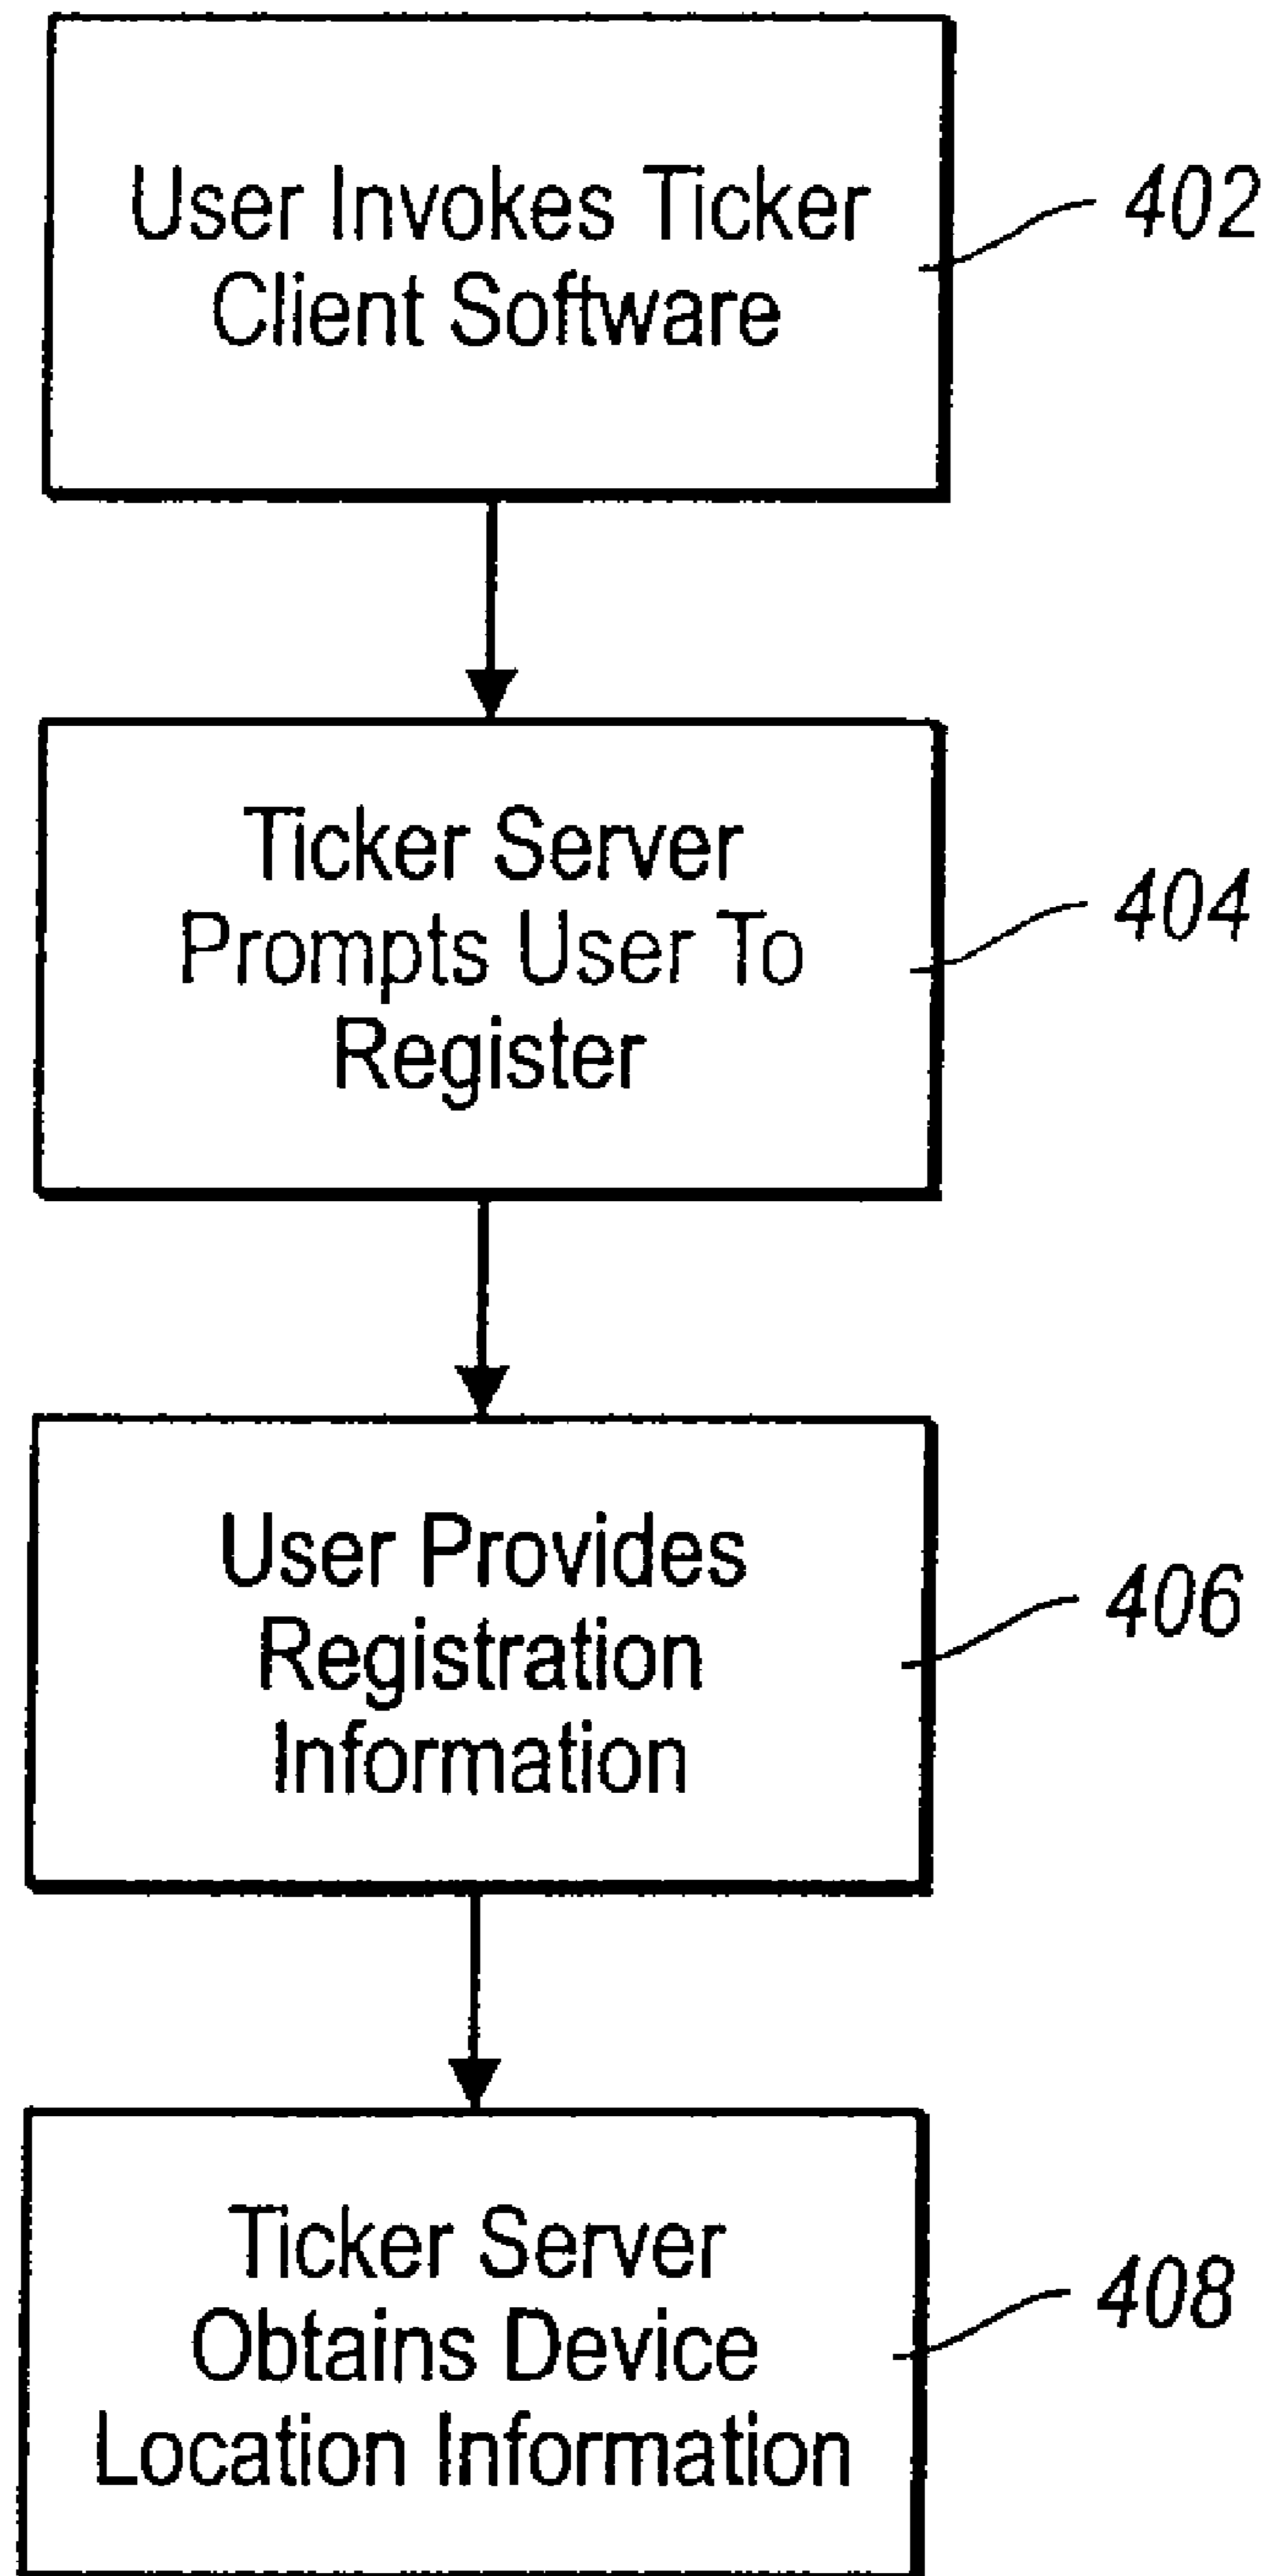 User Invokes Ticker
Client Software
402
Ticker Server
Prompts User To
Register
404
User Provides
Registration
Information
406
Ticker Server
Obtains Device
Location Information
408